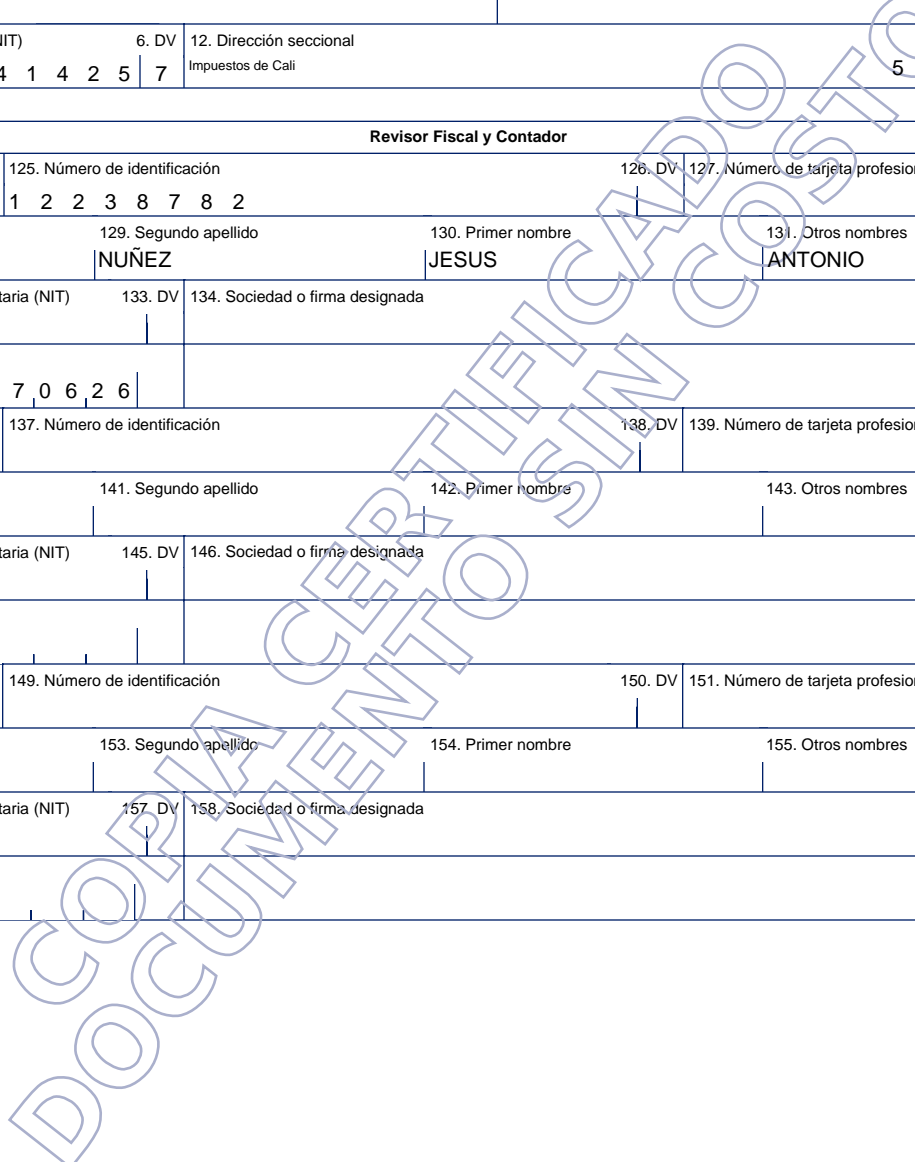 NIT) 6. DV 12. Dirección seccional
4 1 4 2 5 7 Impuestos de Cali 5
Revisor Fiscal y Contador
125. Número de identificación 126. DV 127. Número de tarjeta profesion
1 2 2 3 8 7 8 2
129. Segundo apellido 130. Primer nombre 131. Otros nombres
NUÑEZ JESUS ANTONIO
taria (NIT) 133. DV 134. Sociedad o firma designada
7 0 6 2 6
137. Número de identificación 138. DV 139. Número de tarjeta profesion
141. Segundo apellido 142. Primer nombre 143. Otros nombres
taria (NIT) 145. DV 146. Sociedad o firma designada
149. Número de identificación 150. DV 151. Número de tarjeta profesion
153. Segundo apellido 154. Primer nombre 155. Otros nombres
taria (NIT) 157. DV 158. Sociedad o firma designada
COPIA CERTIFICADO
DOCUMENTO SIN COSTO